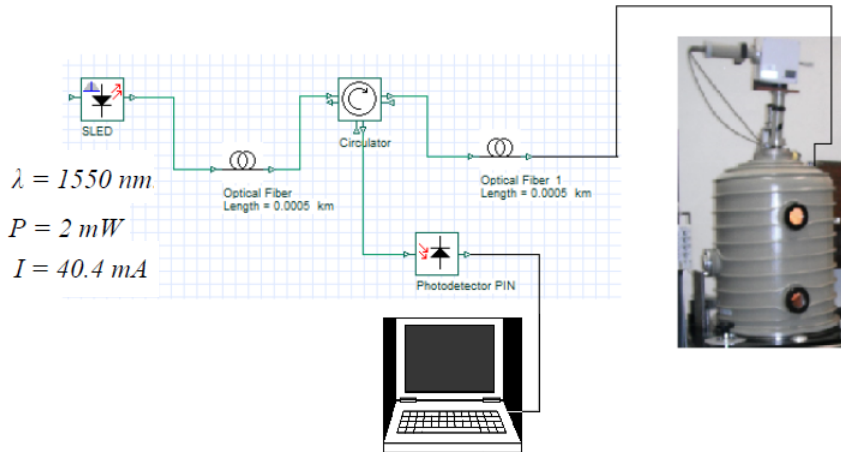 SLED
Circulator
λ = 1550 nm
P = 2 mW
I = 40.4 mA
Optical Fiber
Length = 0.0005 km
Optical Fiber 1
Length = 0.0005 km
Photodetector PIN